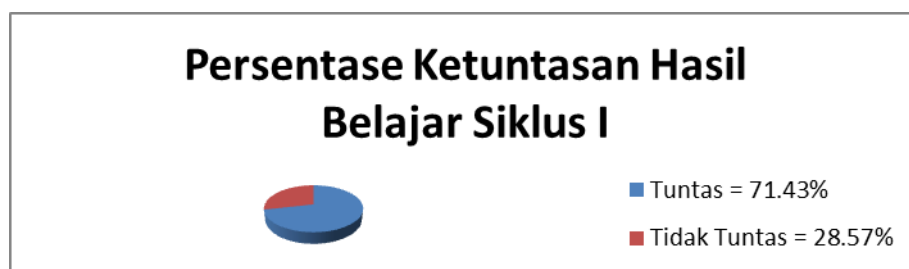 Persentase Ketuntasan Hasil
Belajar Siklus I
Tuntas = 71.43%
Tidak Tuntas = 28.57%